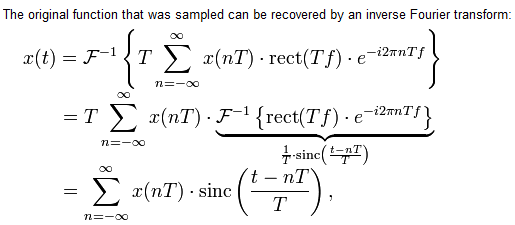 The original function that was sampled can be recovered by an inverse Fourier transform:
x(t) = ℱ⁻¹ { T ∑_{n=−∞}^{∞} x(nT) · rect(Tf) · e^{−i2πnTf} }
= T ∑_{n=−∞}^{∞} x(nT) · ℱ⁻¹ {rect(Tf) · e^{−i2πnTf}}
1/T · sinc((t−nT)/T)
= ∑_{n=−∞}^{∞} x(nT) · sinc((t − nT)/T),